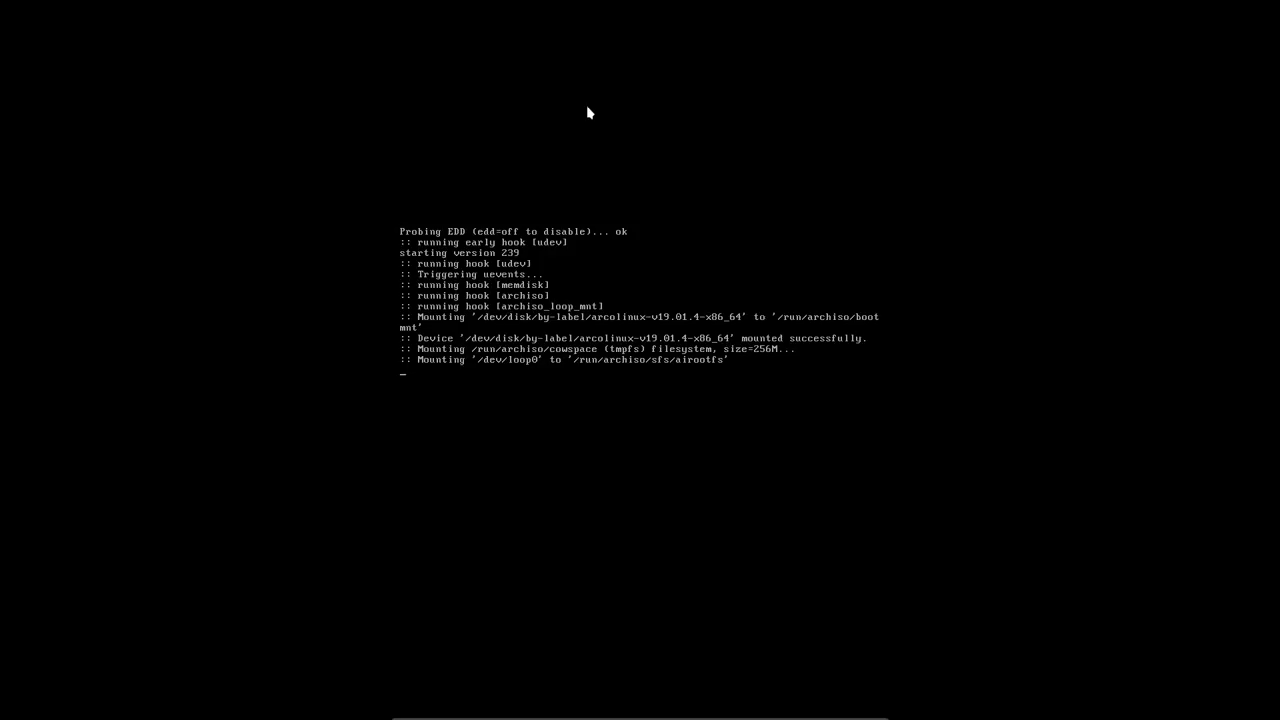 Probing EDD (edd=off to disable)... ok
:: running early hook [udev]
starting version 239
:: running hook [udev]
:: Triggering uevents...
:: running hook [memdisk]
:: running hook [archiso]
:: running hook [archiso_loop_mnt]
:: Mounting '/dev/disk/by-label/arcolinux-v19.01.4-x86_64' to '/run/archiso/boot
mnt'
:: Device '/dev/disk/by-label/arcolinux-v19.01.4-x86_64' mounted successfully.
:: Mounting /run/archiso/cowspace (tmpfs) filesystem, size=256M...
:: Mounting '/dev/loop0' to '/run/archiso/sfs/airootfs'
_